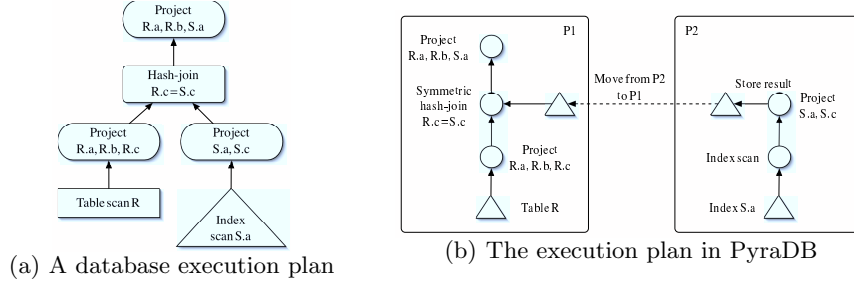 Project
R.a, R.b, S.a
Hash-join
R.c=S.c
Project
R.a, R.b, R.c
Project
S.a, S.c
Table scan R
Index
scan S.a
(a) A database execution plan
P1
Project
R.a, R.b, S.a
Symmetric
hash-join
R.c=S.c
Project
R.a, R.b, R.c
Table R
Move from P2
to P1
P2
Store result
Project
S.a, S.c
Index scan
Index S.a
(b) The execution plan in PyraDB